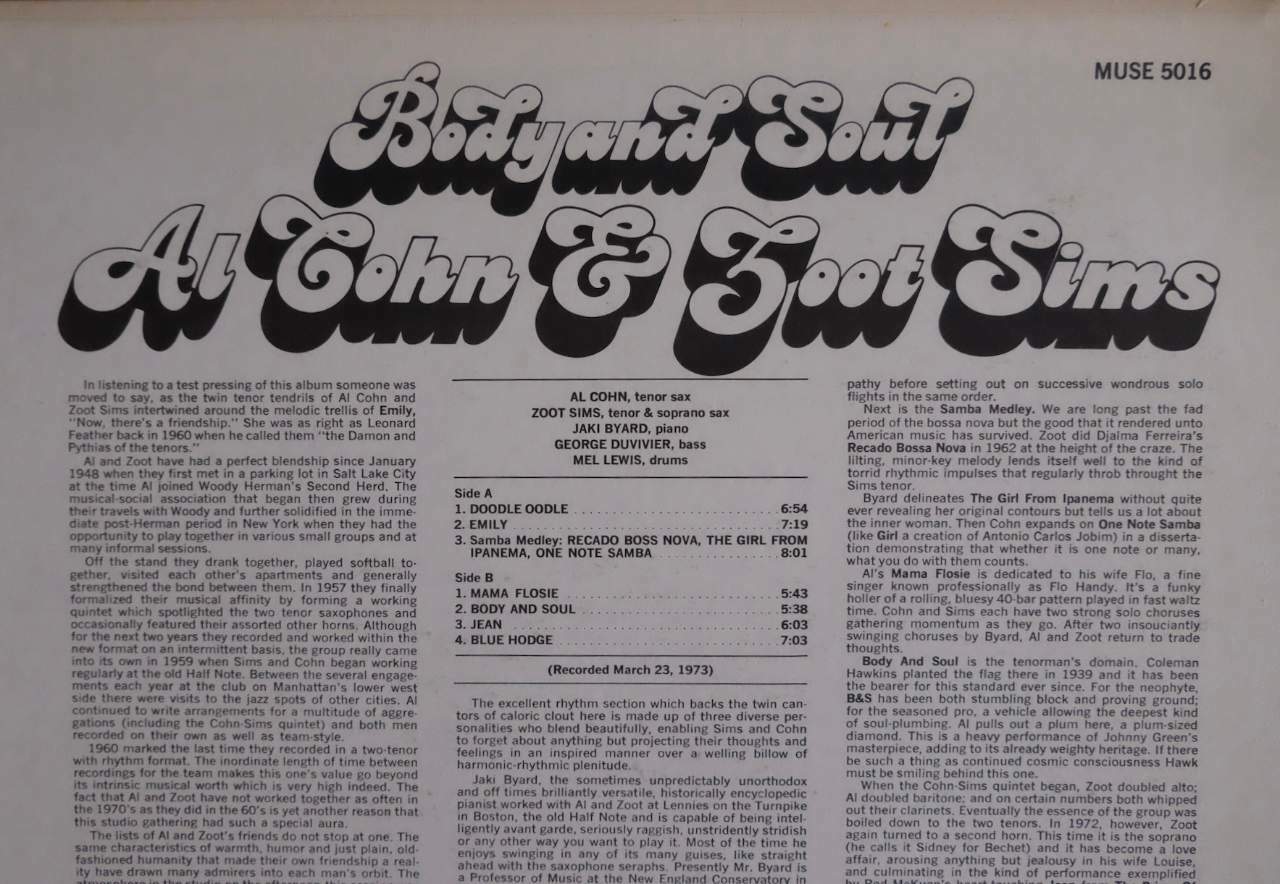 MUSE 5016
Body and Soul
Al Cohn & Zoot Sims
In listening to a test pressing of this album someone was
moved to say, as the twin tenor tendrils of Al Cohn and
Zoot Sims intertwined around the melodic trellis of Emily,
"Now, there's a friendship." She was as right as Leonard
Feather back in 1960 when he called them "the Damon and
Pythias of the tenors."
Al and Zoot have had a perfect blendship since January
1948 when they first met in a parking lot in Salt Lake City
at the time Al joined Woody Herman's Second Herd. The
musical-social association that began then grew during
their travels with Woody and further solidified in the imme-
diate post-Herman period in New York when they had the
opportunity to play together in various small groups and at
many informal sessions.
Off the stand they drank together, played softball to-
gether, visited each other's apartments and generally
strengthened the bond between them. In 1957 they finally
formalized their musical affinity by forming a working
quintet which spotlighted the two tenor saxophones and
occasionally featured their assorted other horns. Although
for the next two years they recorded and worked within the
new format on an intermittent basis, the group really came
into its own in 1959 when Sims and Cohn began working
regularly at the old Half Note. Between the several engage-
ments each year at the club on Manhattan's lower west
side there were visits to the jazz spots of other cities. Al
continued to write arrangements for a multitude of aggre-
gations (including the Cohn-Sims quintet) and both men
recorded on their own as well as team-style.
1960 marked the last time they recorded in a two-tenor
with rhythm format. The inordinate length of time between
recordings for the team makes this one's value go beyond
its intrinsic musical worth which is very high indeed. The
fact that Al and Zoot have not worked together as often in
the 1970's as they did in the 60's is yet another reason that
this studio gathering had such a special aura.
The lists of Al and Zoot's friends do not stop at one. The
same characteristics of warmth, humor and just plain, old-
fashioned humanity that made their own friendship a real-
ity have drawn many admirers into each man's orbit. The
AL COHN, tenor sax
ZOOT SIMS, tenor & soprano sax
JAKI BYARD, piano
GEORGE DUVIVIER, bass
MEL LEWIS, drums
Side A
1. DOODLE OODLE 6:54
2. EMILY 7:19
3. Samba Medley: RECADO BOSS NOVA, THE GIRL FROM
IPANEMA, ONE NOTE SAMBA 8:01
Side B
1. MAMA FLOSIE 5:43
2. BODY AND SOUL 5:38
3. JEAN 6:03
4. BLUE HODGE 7:03
(Recorded March 23, 1973)
The excellent rhythm section which backs the twin can-
tors of caloric clout here is made up of three diverse per-
sonalities who blend beautifully, enabling Sims and Cohn
to forget about anything but projecting their thoughts and
feelings in an inspired manner over a welling billow of
harmonic-rhythmic plenitude.
Jaki Byard, the sometimes unpredictably unorthodox
and off times brilliantly versatile, historically encyclopedic
pianist worked with Al and Zoot at Lennies on the Turnpike
in Boston, the old Half Note and is capable of being intel-
ligently avant garde, seriously raggish, unstridently stridish
or any other way you want to play it. Most of the time he
enjoys swinging in any of its many guises, like straight
ahead with the saxophone seraphs. Presently Mr. Byard is
a Professor of Music at the New England Conservatory in
pathy before setting out on successive wondrous solo
flights in the same order.
Next is the Samba Medley. We are long past the fad
period of the bossa nova but the good that it rendered unto
American music has survived. Zoot did Djalma Ferreira's
Recado Bossa Nova in 1962 at the height of the craze. The
lilting, minor-key melody lends itself well to the kind of
torrid rhythmic impulses that regularly throb throught the
Sims tenor.
Byard delineates The Girl From Ipanema without quite
ever revealing her original contours but tells us a lot about
the inner woman. Then Cohn expands on One Note Samba
(like Girl a creation of Antonio Carlos Jobim) in a disserta-
tion demonstrating that whether it is one note or many,
what you do with them counts.
Al's Mama Flosie is dedicated to his wife Flo, a fine
singer known professionally as Flo Handy. It's a funky
holler of a rolling, bluesy 40-bar pattern played in fast waltz
time. Cohn and Sims each have two strong solo choruses
gathering momentum as they go. After two insouciantly
swinging choruses by Byard, Al and Zoot return to trade
thoughts.
Body And Soul is the tenorman's domain. Coleman
Hawkins planted the flag there in 1939 and it has been
the bearer for this standard ever since. For the neophyte,
B&S has been both stumbling block and proving ground;
for the seasoned pro, a vehicle allowing the deepest kind
of soul-plumbing. Al pulls out a plum here, a plum-sized
diamond. This is a heavy performance of Johnny Green's
masterpiece, adding to its already weighty heritage. If there
be such a thing as continued cosmic consciousness Hawk
must be smiling behind this one.
When the Cohn-Sims quintet began, Zoot doubled alto;
Al doubled baritone; and on certain numbers both whipped
out their clarinets. Eventually the essence of the group was
boiled down to the two tenors. In 1972, however, Zoot
again turned to a second horn. This time it is the soprano
(he calls it Sidney for Bechet) and it has become a love
affair, arousing anything but jealousy in his wife Louise,
and culminating in the kind of performance exemplified